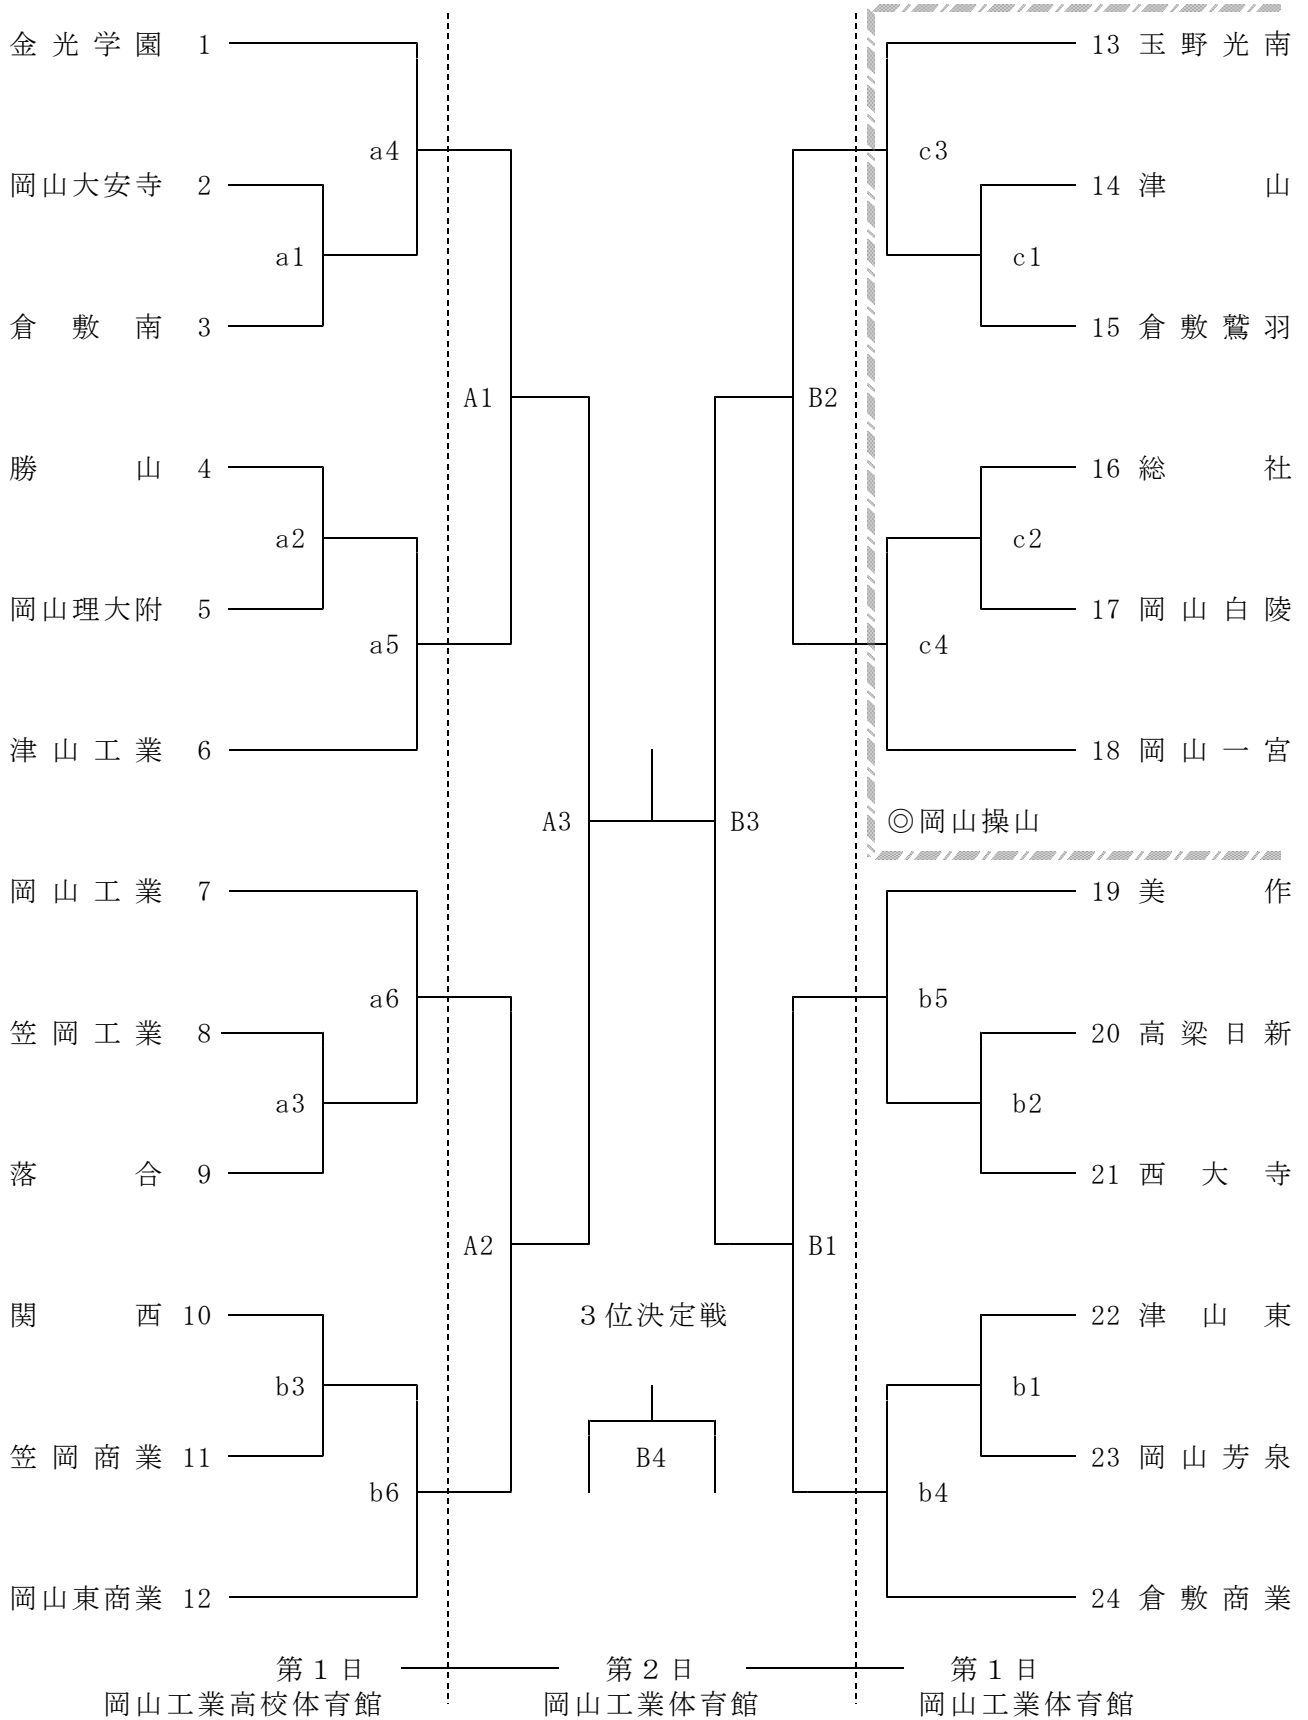 金光学園 1
a4
岡山大安寺 2
a1
倉敷南 3
A1
勝山 4
a2
岡山理大附 5
a5
津山工業 6
A3
岡山工業 7
a6
笠岡工業 8
a3
落合 9
A2
関西 10
b3
笠岡商業 11
b6
岡山東商業 12
13 玉野光南
c3
14 津山
c1
15 倉敷鷲羽
B2
16 総社
c2
17 岡山白陵
c4
18 岡山一宮
B3
◎岡山操山
19 美作
b5
20 高梁日新
b2
21 西大寺
B1
22 津山東
b1
23 岡山芳泉
b4
24 倉敷商業
3位決定戦
B4
第1日
岡山工業高校体育館
第2日
岡山工業体育館
第1日
岡山工業体育館